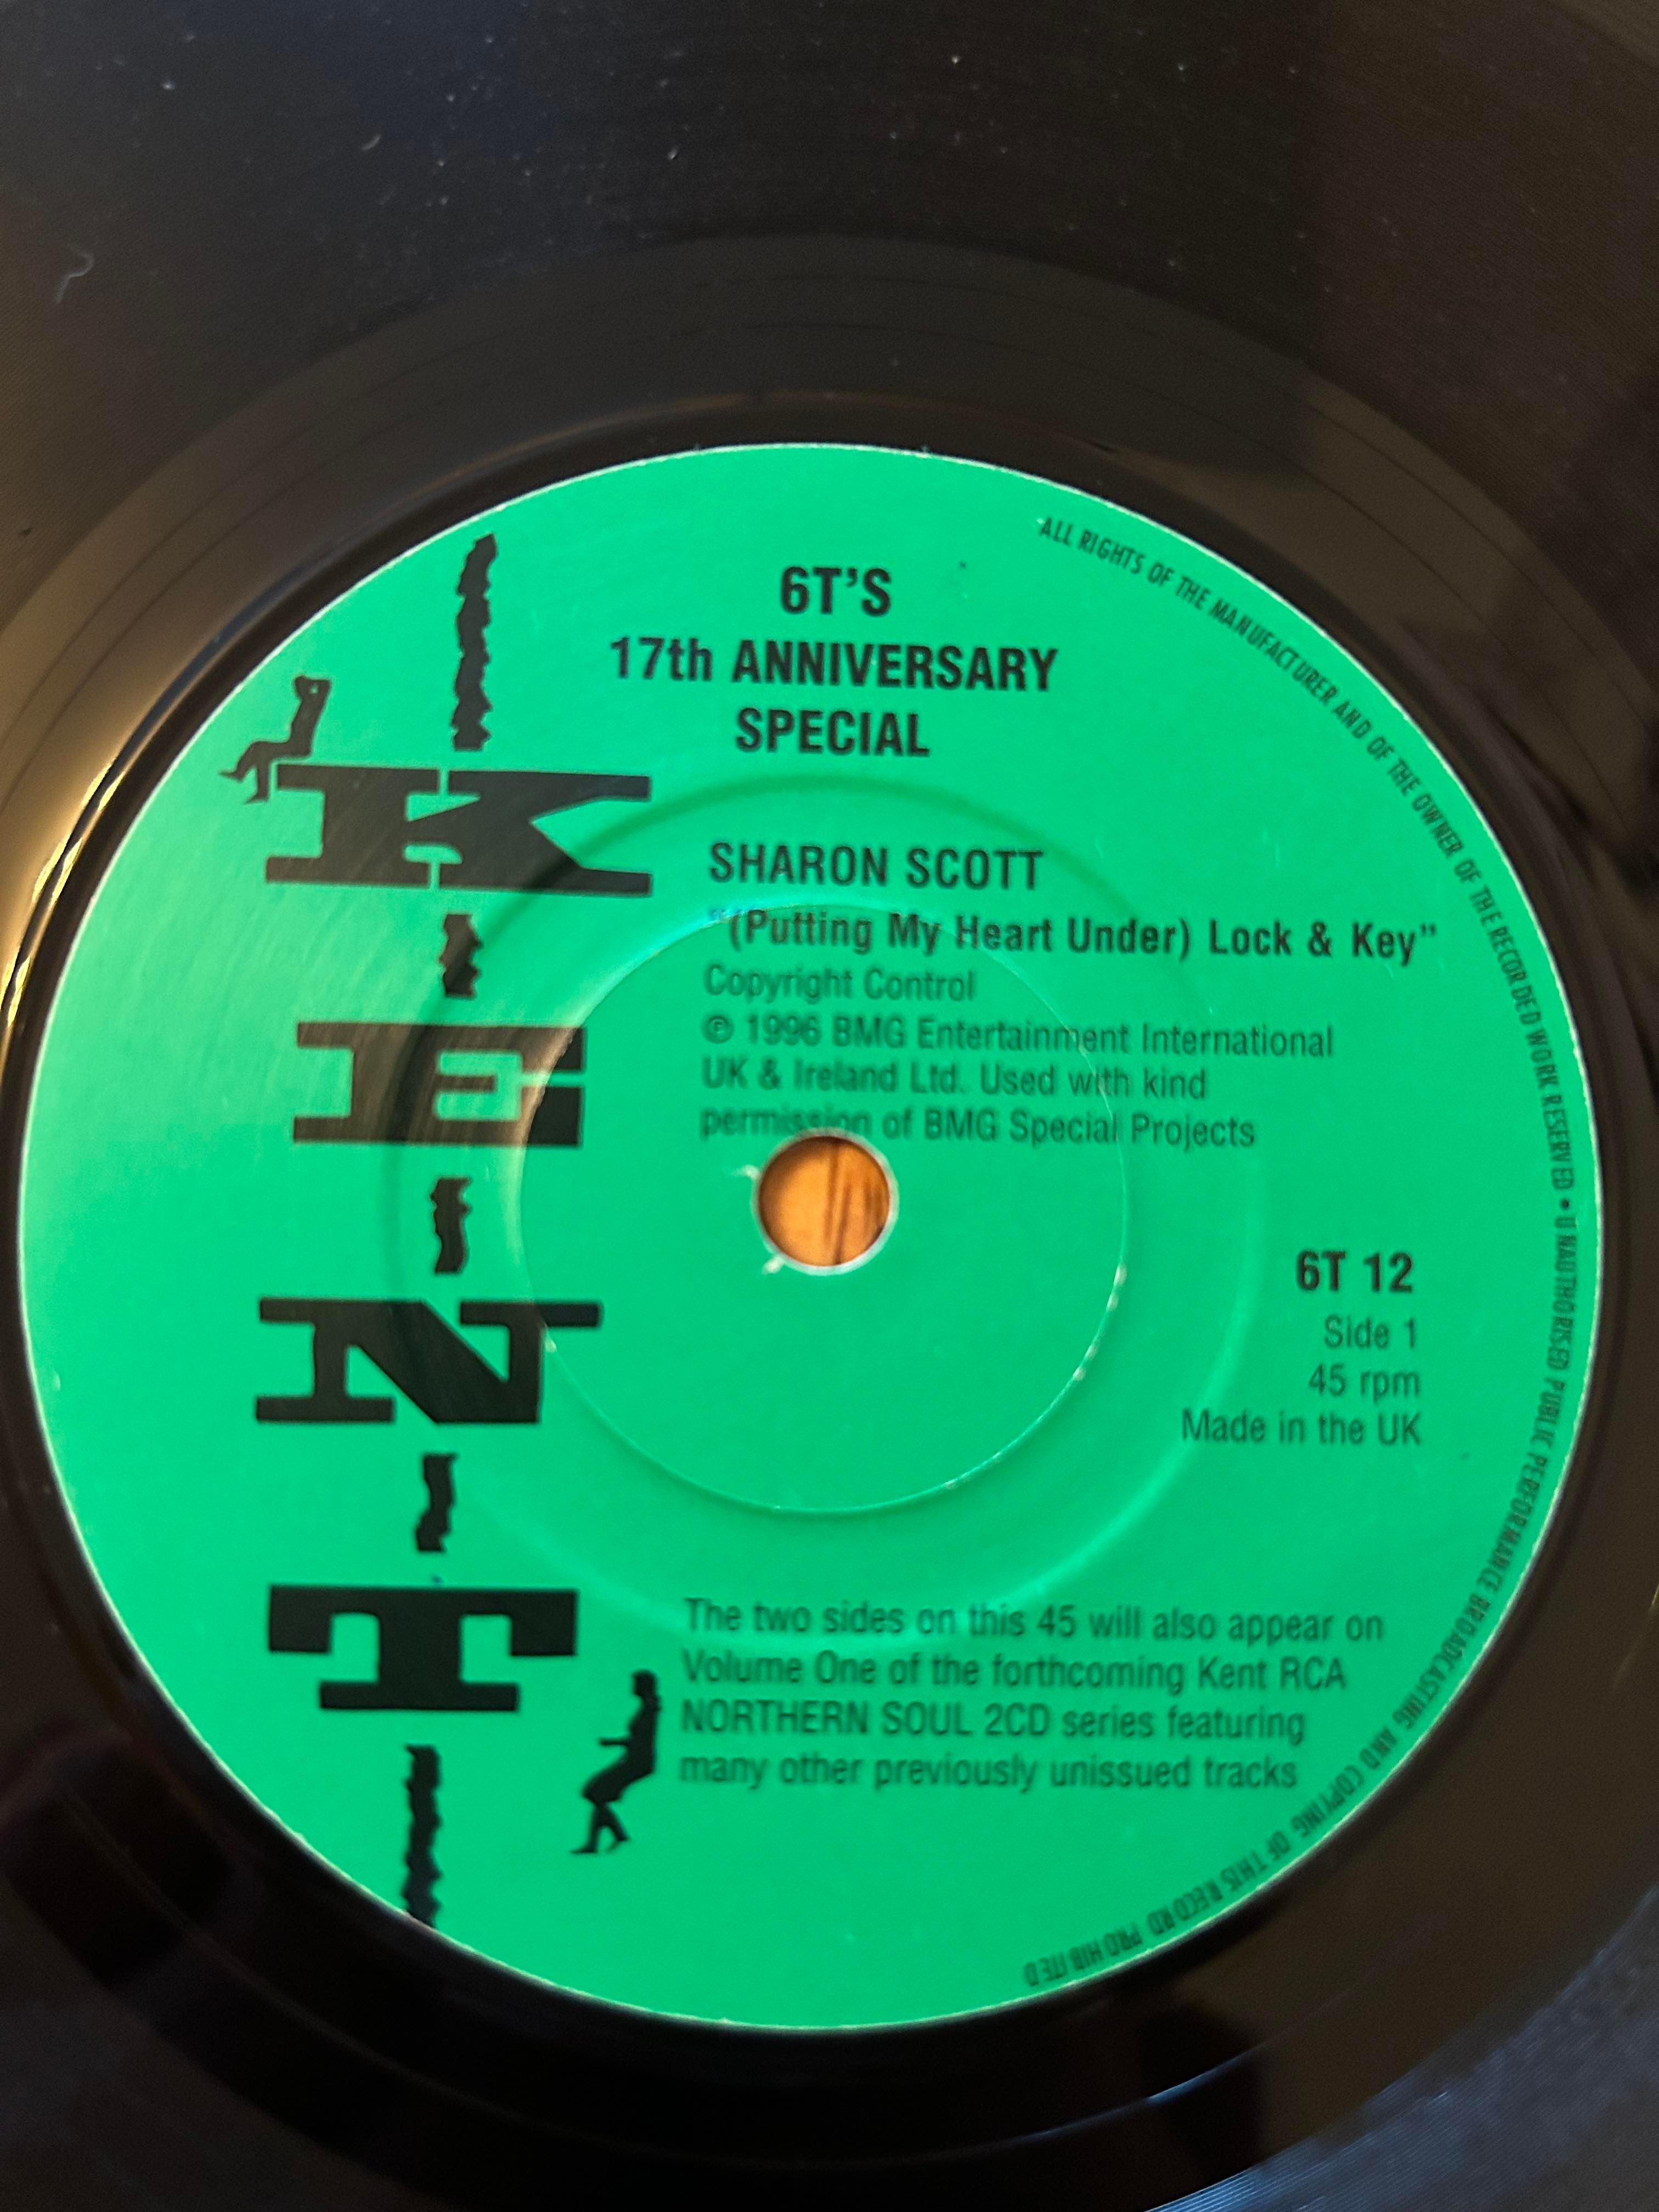 6T'S
17th ANNIVERSARY
SPECIAL
KENT
SHARON SCOTT
"(Putting My Heart Under) Lock & Key"
Copyright Control
℗ 1996 BMG Entertainment International
UK & Ireland Ltd. Used with kind
permission of BMG Special Projects
6T 12
Side 1
45 rpm
Made in the UK
The two sides on this 45 will also appear on
Volume One of the forthcoming Kent RCA
NORTHERN SOUL 2CD series featuring
many other previously unissued tracks
ALL RIGHTS OF THE MANUFACTURER AND OF THE OWNER OF THE RECORDED WORK RESERVED • UNAUTHORISED PUBLIC PERFORMANCE BROADCASTING AND COPYING OF THIS RECORD PROHIBITED